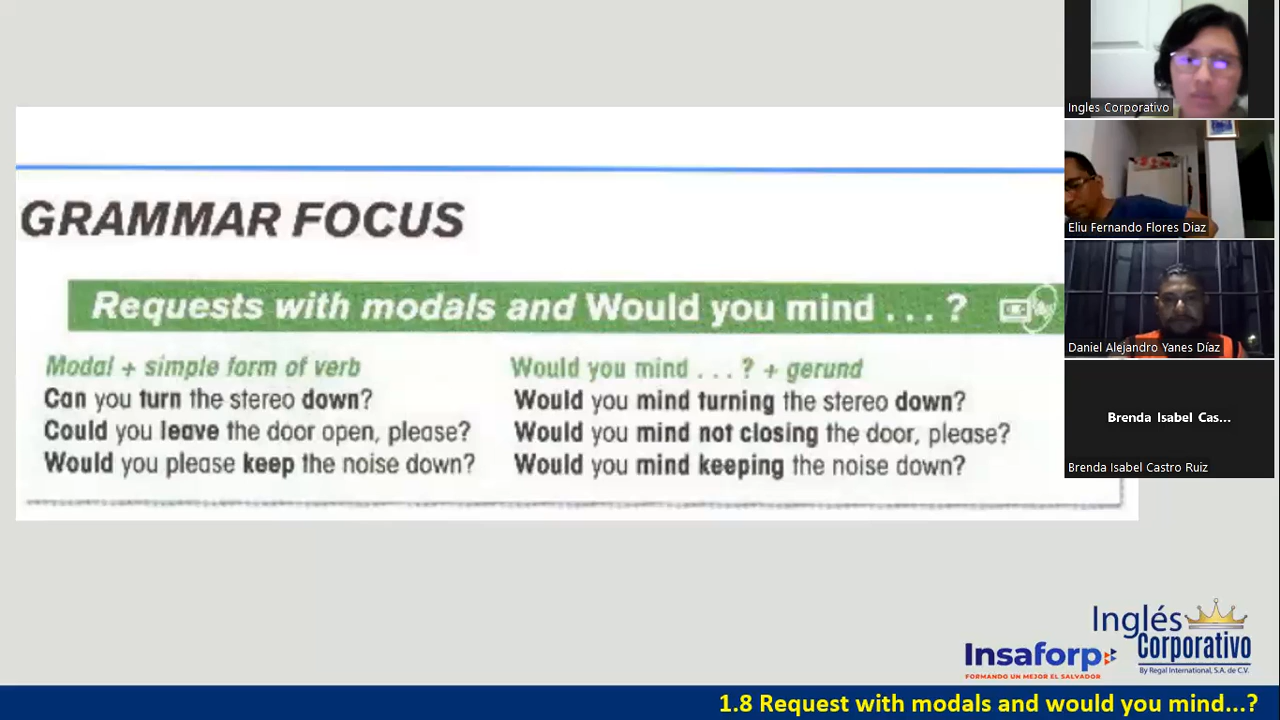 GRAMMAR FOCUS
Requests with modals and Would you mind . . . ?
Modal + simple form of verb
Can you turn the stereo down?
Could you leave the door open, please?
Would you please keep the noise down?
Would you mind . . . ? + gerund
Would you mind turning the stereo down?
Would you mind not closing the door, please?
Would you mind keeping the noise down?
Ingles Corporativo
Eliu Fernando Flores Diaz
Daniel Alejandro Yanes Díaz
Brenda Isabel Cas...
Brenda Isabel Castro Ruiz
Inglés
Corporativo
By Regal International, S.A. de C.V.
Insaforp
FORMANDO UN MEJOR EL SALVADOR
1.8 Request with modals and would you mind...?